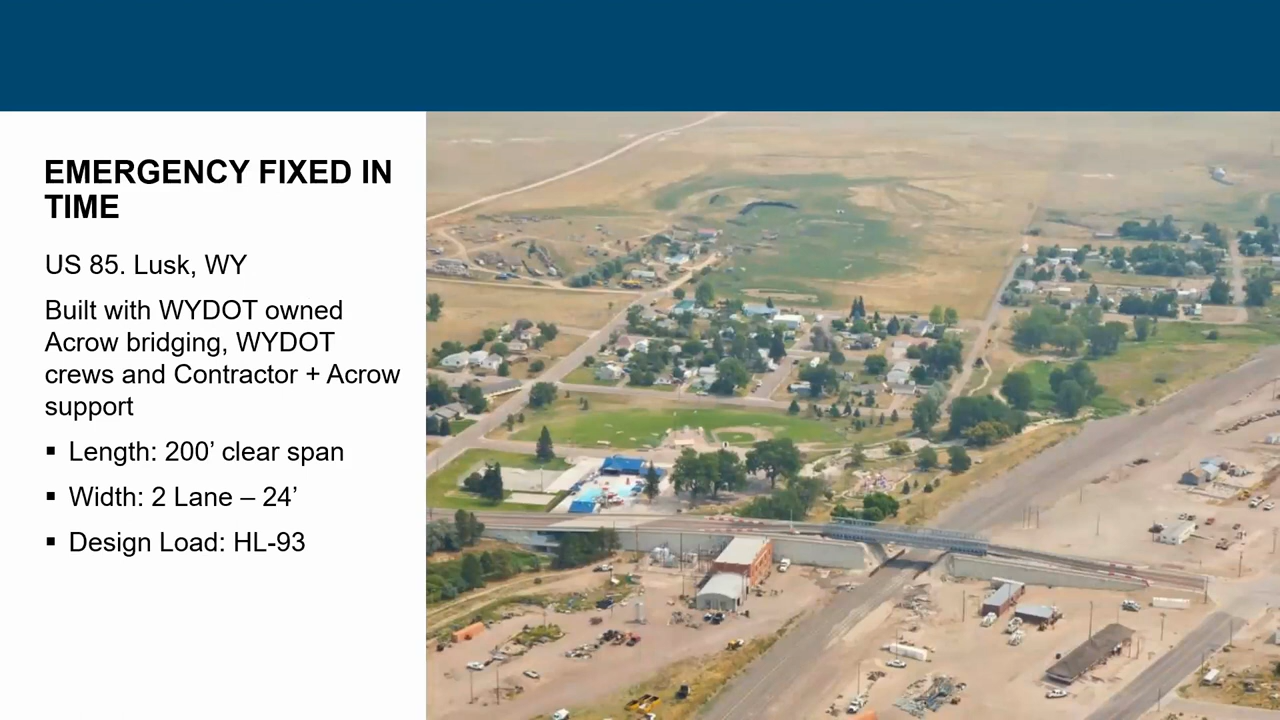 EMERGENCY FIXED IN
TIME
US 85. Lusk, WY
Built with WYDOT owned
Acrow bridging, WYDOT
crews and Contractor + Acrow
support
▪ Length: 200’ clear span
▪ Width: 2 Lane – 24’
▪ Design Load: HL-93